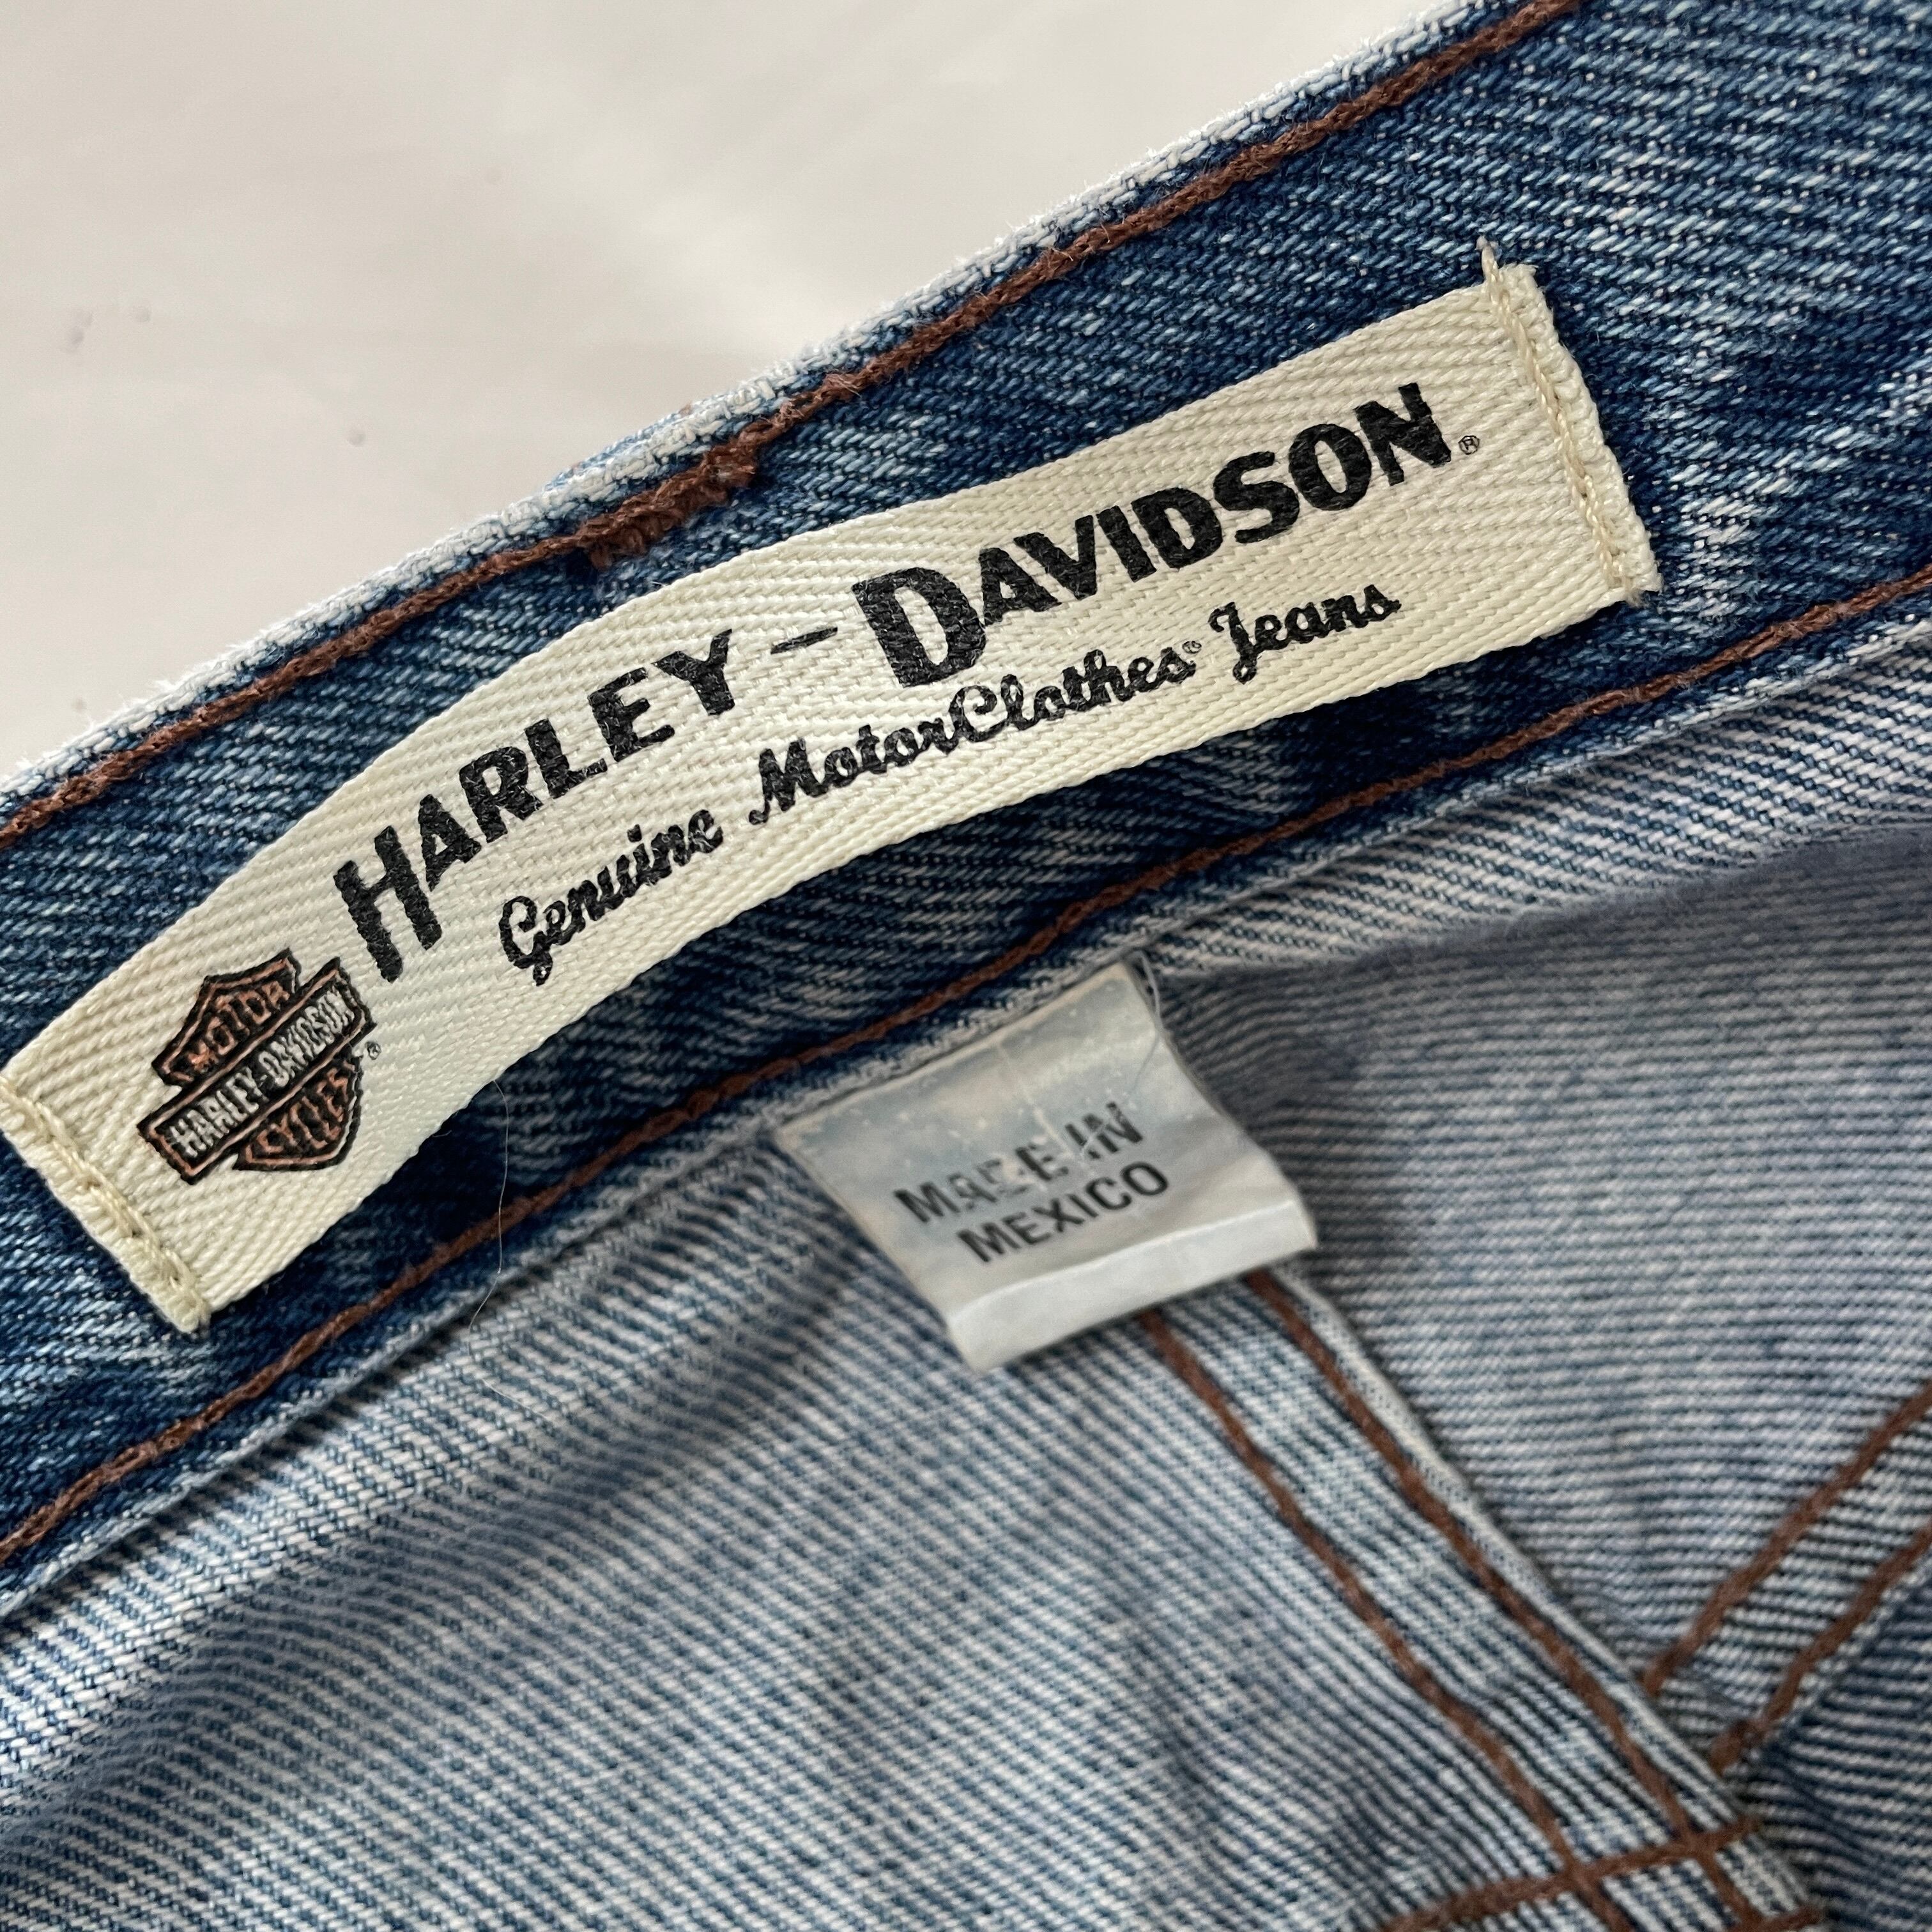 HARLEY-DAVIDSON®
Genuine MotorClothes® Jeans
MOTOR
HARLEY-DAVIDSON
CYCLES
®
MADE IN
MEXICO